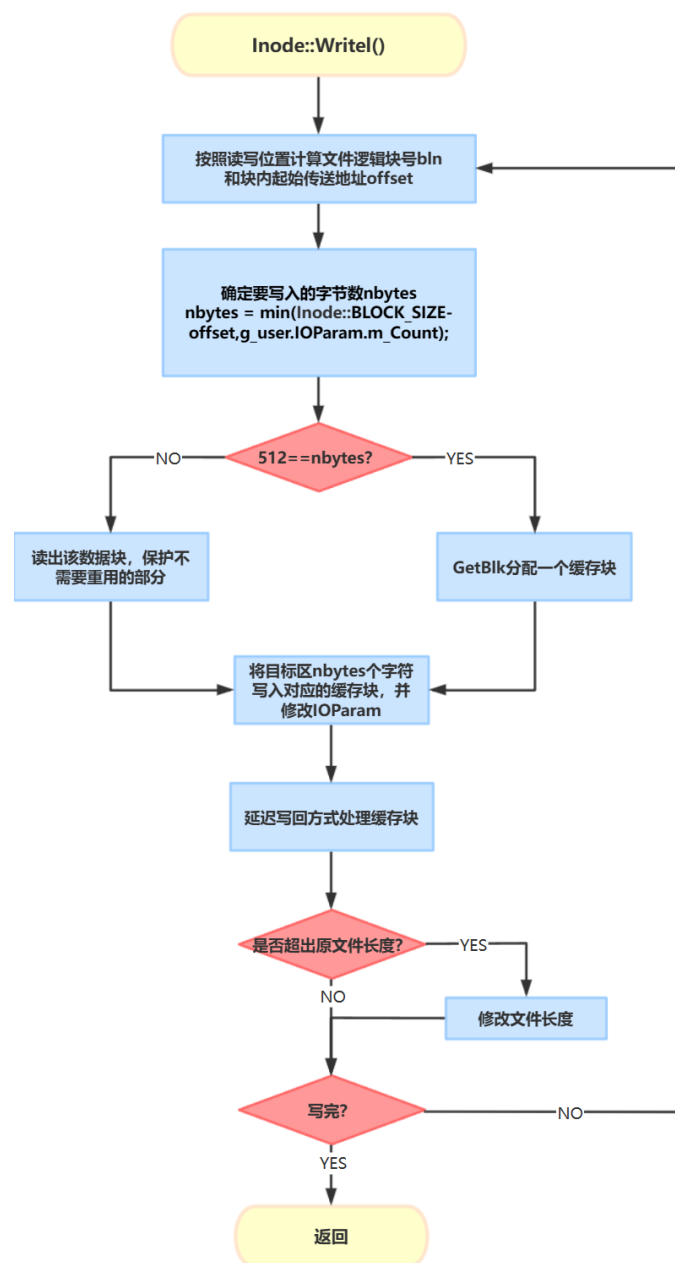 Inode::Writel()
按照读写位置计算文件逻辑块号bln
和块内起始传送地址offset
确定要写入的字节数nbytes
nbytes = min(Inode::BLOCK_SIZE-
offset,g_user.IOParam.m_Count);
512==nbytes?
NO
YES
读出该数据块，保护不
需要重用的部分
GetBlk分配一个缓存块
将目标区nbytes个字符
写入对应的缓存块，并
修改IOParam
延迟写回方式处理缓存块
是否超出原文件长度?
YES
NO
修改文件长度
写完?
NO
YES
返回